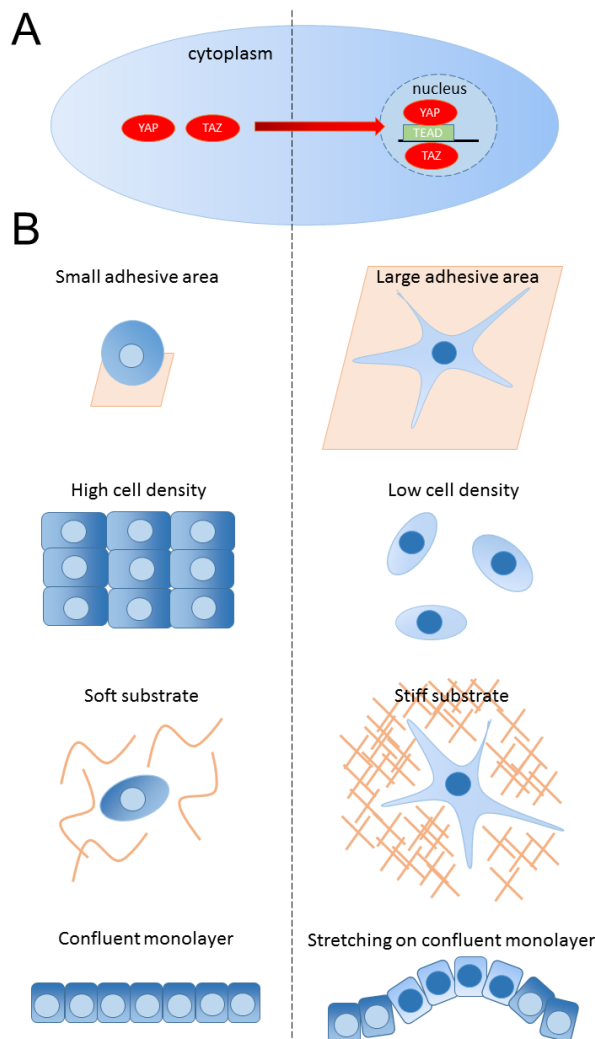 A
cytoplasm
nucleus
YAP
TAZ
YAP
TEAD
TAZ
B
Small adhesive area
Large adhesive area
High cell density
Low cell density
Soft substrate
Stiff substrate
Confluent monolayer
Stretching on confluent monolayer